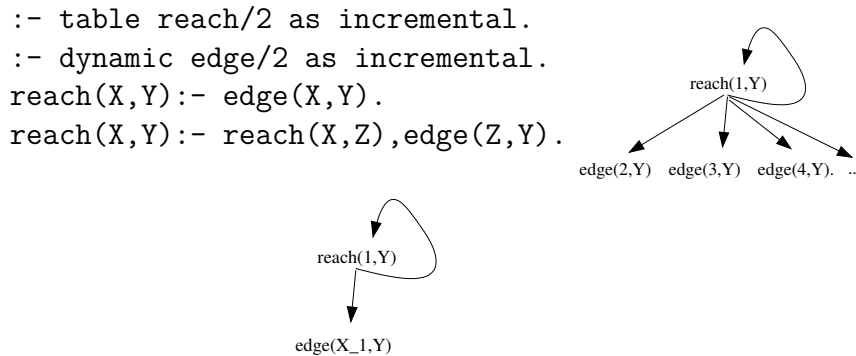 :- table reach/2 as incremental.
:- dynamic edge/2 as incremental.
reach(X,Y):- edge(X,Y).
reach(X,Y):- reach(X,Z),edge(Z,Y).
reach(1,Y)
edge(2,Y) edge(3,Y) edge(4,Y). ..
reach(1,Y)
edge(X_1,Y)